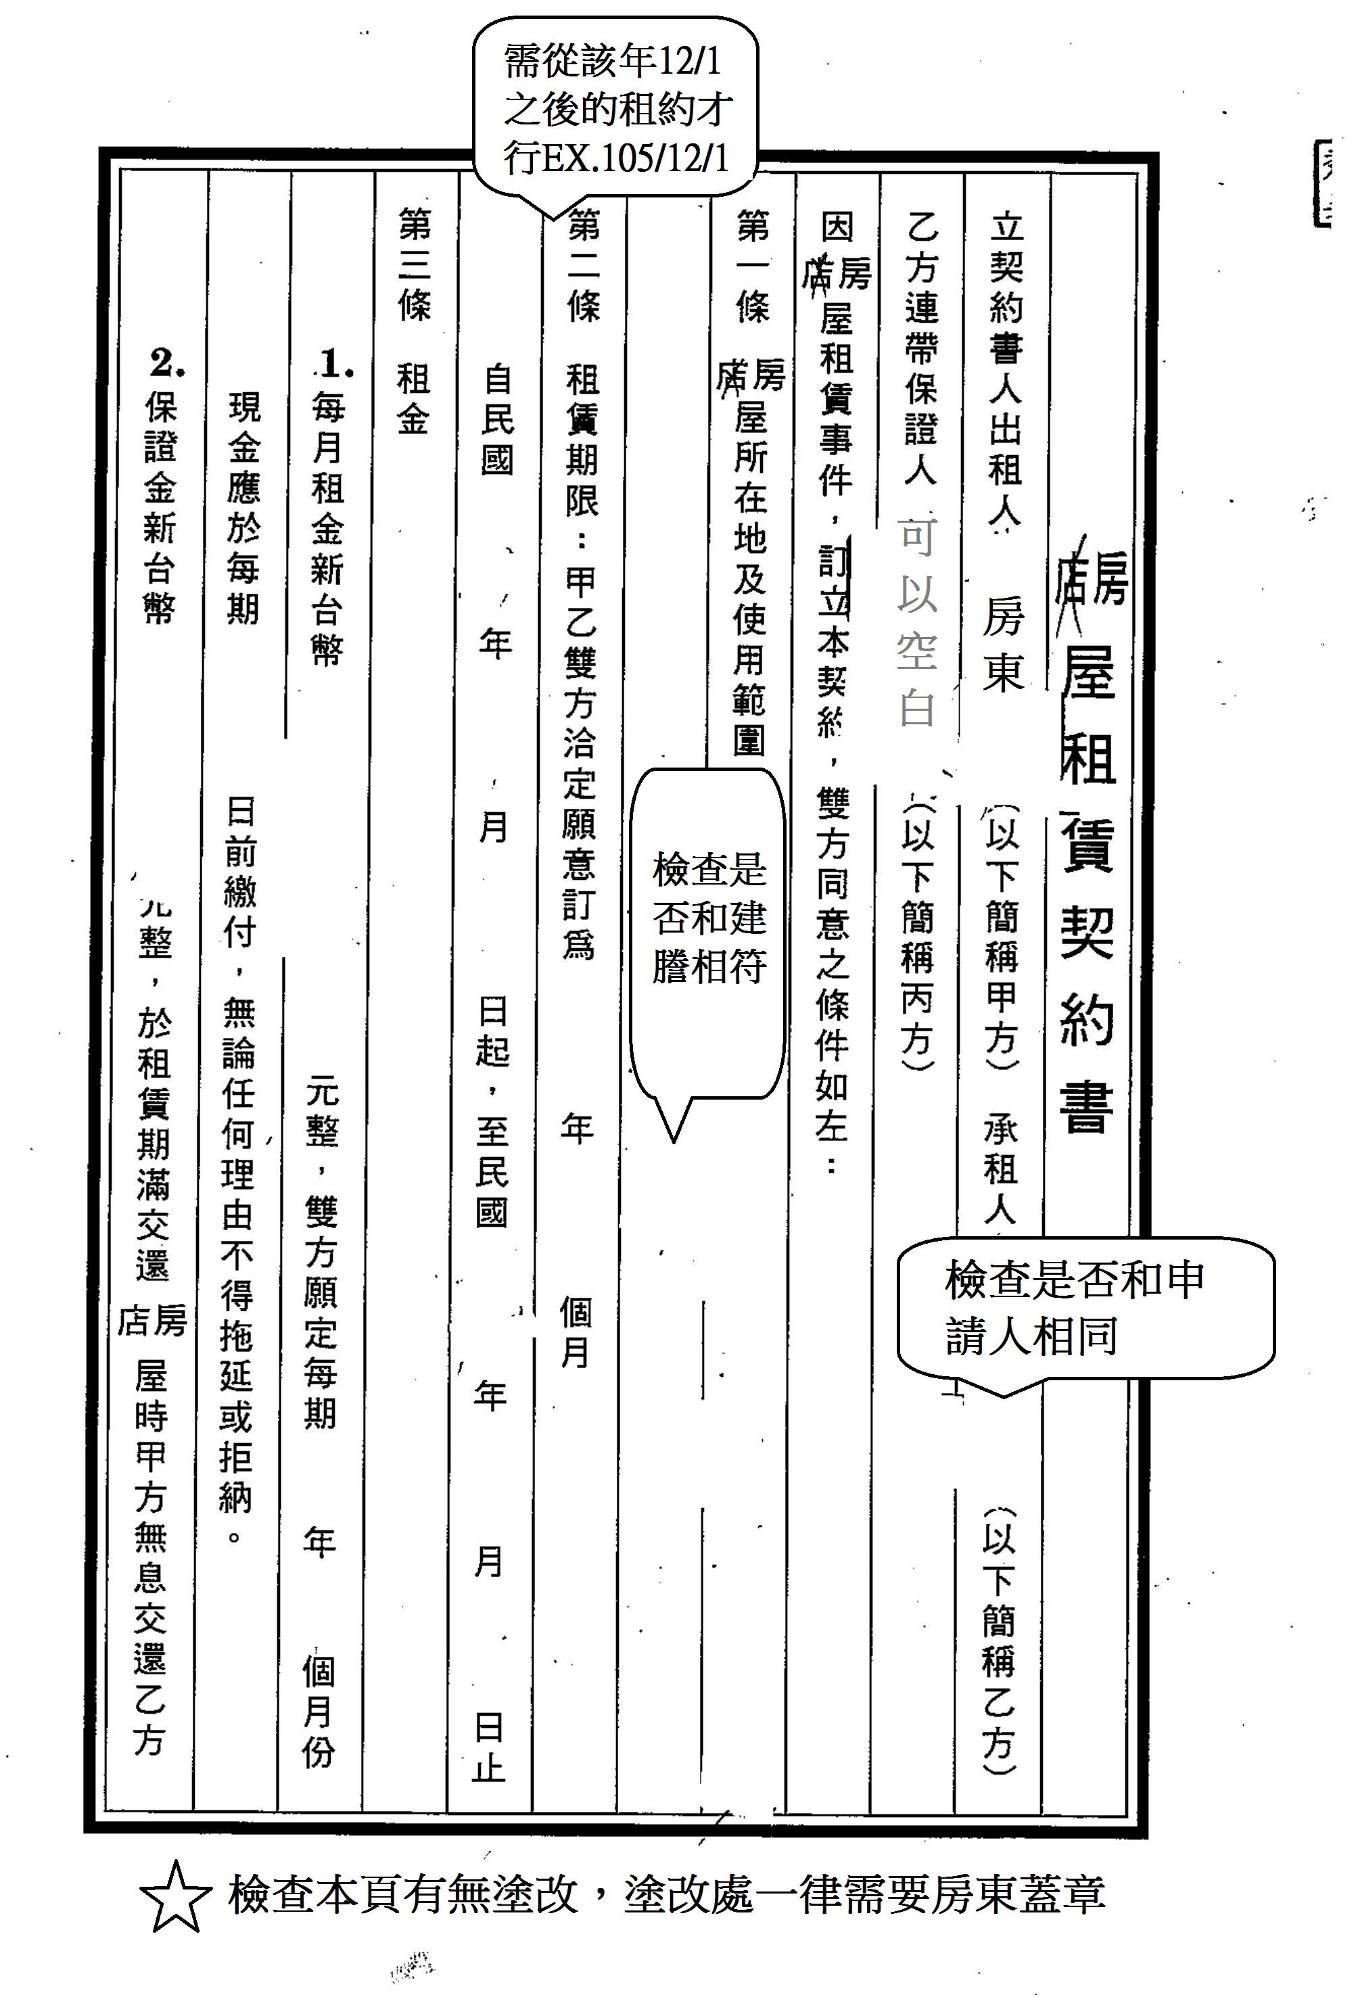 需從該年12/1
之後的租約才
行EX.105/12/1
店房屋租賃契約書
立契約書人出租人 房東 （以下簡稱甲方） 承租人 （以下簡稱乙方）
乙方連帶保證人 可以空白 （以下簡稱丙方）
因店房屋租賃事件，訂立本契約，雙方同意之條件如左：
第一條 店房屋所在地及使用範圍
檢查是
否和建
謄相符
檢查是否和申
請人相同
第二條 租賃期限：甲乙雙方洽定願意訂為 年 個月
自民國 年 月 日起，至民國 年 月 日止
第三條 租金
1.每月租金新台幣 元整，雙方願定每期 年 個月份
現金應於每期 日前繳付，無論任何理由不得拖延或拒納。
2.保證金新台幣 元整，於租賃期滿交還店房屋時甲方無息交還乙方
☆ 檢查本頁有無塗改，塗改處一律需要房東蓋章